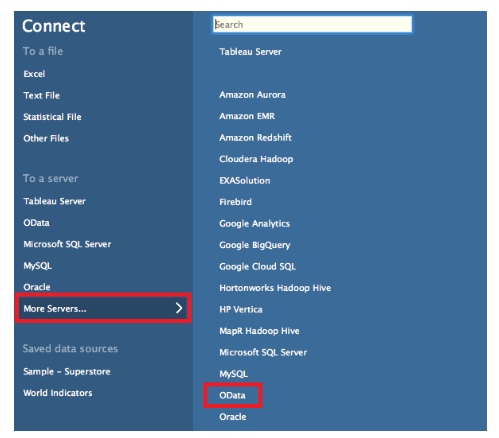 Connect
To a file
Excel
Text File
Statistical File
Other Files
To a server
Tableau Server
OData
Microsoft SQL Server
MySQL
Oracle
More Servers...
Saved data sources
Sample – Superstore
World Indicators
Search
Tableau Server
Amazon Aurora
Amazon EMR
Amazon Redshift
Cloudera Hadoop
EXASolution
Firebird
Google Analytics
Google BigQuery
Google Cloud SQL
Hortonworks Hadoop Hive
HP Vertica
MapR Hadoop Hive
Microsoft SQL Server
MySQL
OData
Oracle